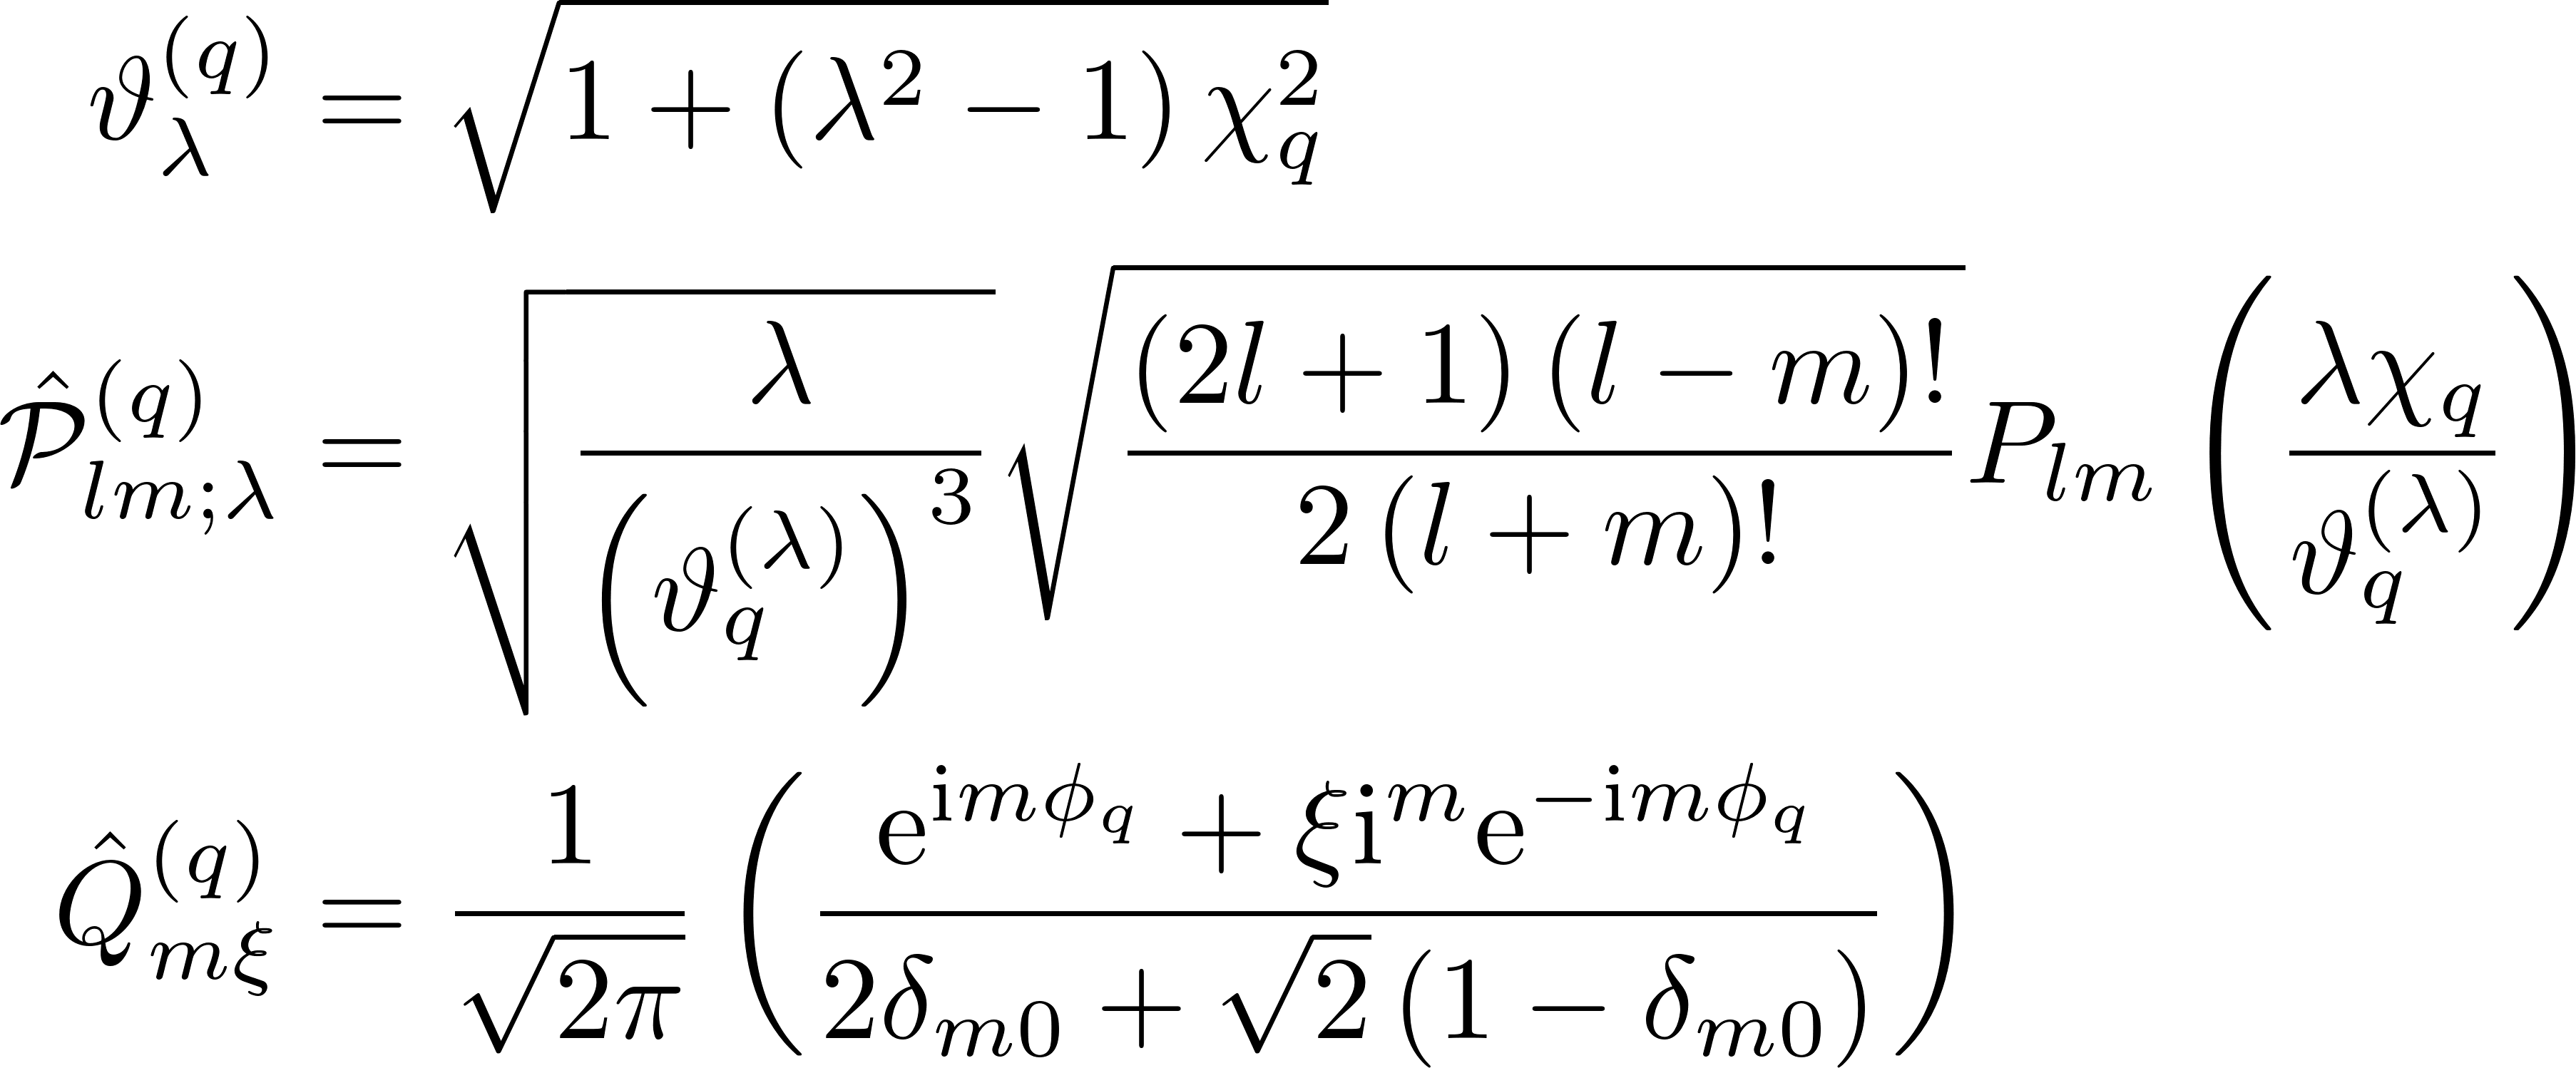 \vartheta_{\lambda}^{(q)} = \sqrt{1 + (\lambda^2 - 1) \chi_q^2}
\hat{\mathcal{P}}_{lm;\lambda}^{(q)} = \sqrt{\frac{\lambda}{\left(\vartheta_q^{(\lambda)}\right)^3}} \sqrt{\frac{(2l + 1)(l - m)!}{2(l + m)!}} P_{lm} \left(\frac{\lambda \chi_q}{\vartheta_q^{(\lambda)}}\right)
\hat{Q}_{m\xi}^{(q)} = \frac{1}{\sqrt{2\pi}} \left(\frac{\mathrm{e}^{\mathrm{i}m\phi_q} + \xi \mathrm{i}^m \mathrm{e}^{-\mathrm{i}m\phi_q}}{2\delta_{m0} + \sqrt{2}(1 - \delta_{m0})}\right)